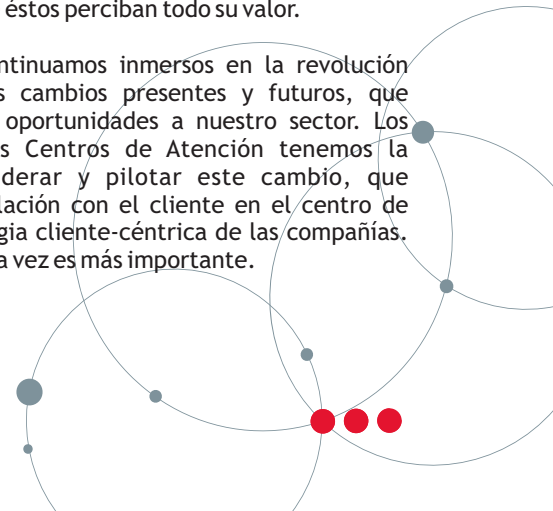 éstos perciban todo su valor.
ntinuamos inmersos en la revolución
s cambios presentes y futuros, que
oportunidades a nuestro sector. Los
s Centros de Atención tenemos la
derar y pilotar este cambio, que
lación con el cliente en el centro de
gia cliente-céntrica de las compañías.
a vez es más importante.